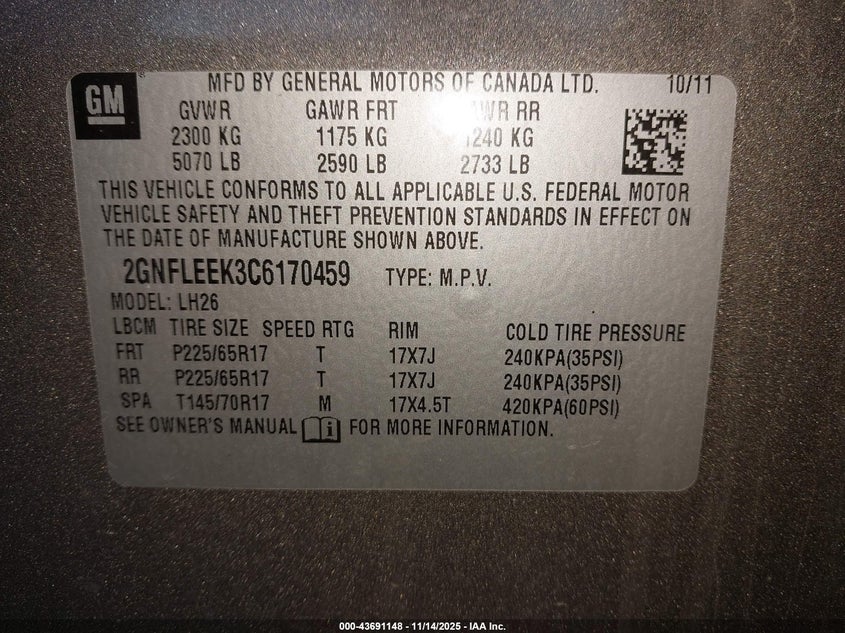 GM
MFD BY GENERAL MOTORS OF CANADA LTD. 10/11
GVWR GAWR FRT WR RR
2300 KG 1175 KG 1240 KG
5070 LB 2590 LB 2733 LB
THIS VEHICLE CONFORMS TO ALL APPLICABLE U.S. FEDERAL MOTOR
VEHICLE SAFETY AND THEFT PREVENTION STANDARDS IN EFFECT ON
THE DATE OF MANUFACTURE SHOWN ABOVE.
2GNFLEEK3C6170459 TYPE: M.P.V.
MODEL: LH26
LBCM TIRE SIZE SPEED RTG RIM COLD TIRE PRESSURE
FRT P225/65R17 T 17X7J 240KPA(35PSI)
RR P225/65R17 T 17X7J 240KPA(35PSI)
SPA T145/70R17 M 17X4.5T 420KPA(60PSI)
SEE OWNER'S MANUAL i FOR MORE INFORMATION.
000-43691148 - 11/14/2025 - IAA Inc.